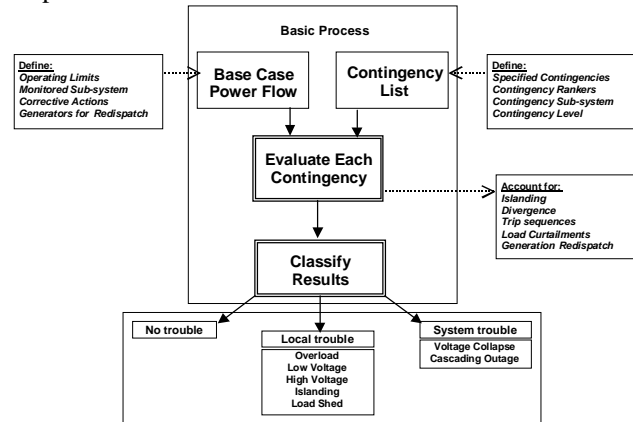 Basic Process
Define:
Operating Limits
Monitored Sub-system
Corrective Actions
Generators for Redispatch
Base Case
Power Flow
Contingency
List
Define:
Specified Contingencies
Contingency Rankers
Contingency Sub-system
Contingency Level
Evaluate Each
Contingency
Account for:
Islanding
Divergence
Trip sequences
Load Curtailments
Generation Redispatch
Classify
Results
No trouble
Local trouble
Overload
Low Voltage
High Voltage
Islanding
Load Shed
System trouble
Voltage Collapse
Cascading Outage